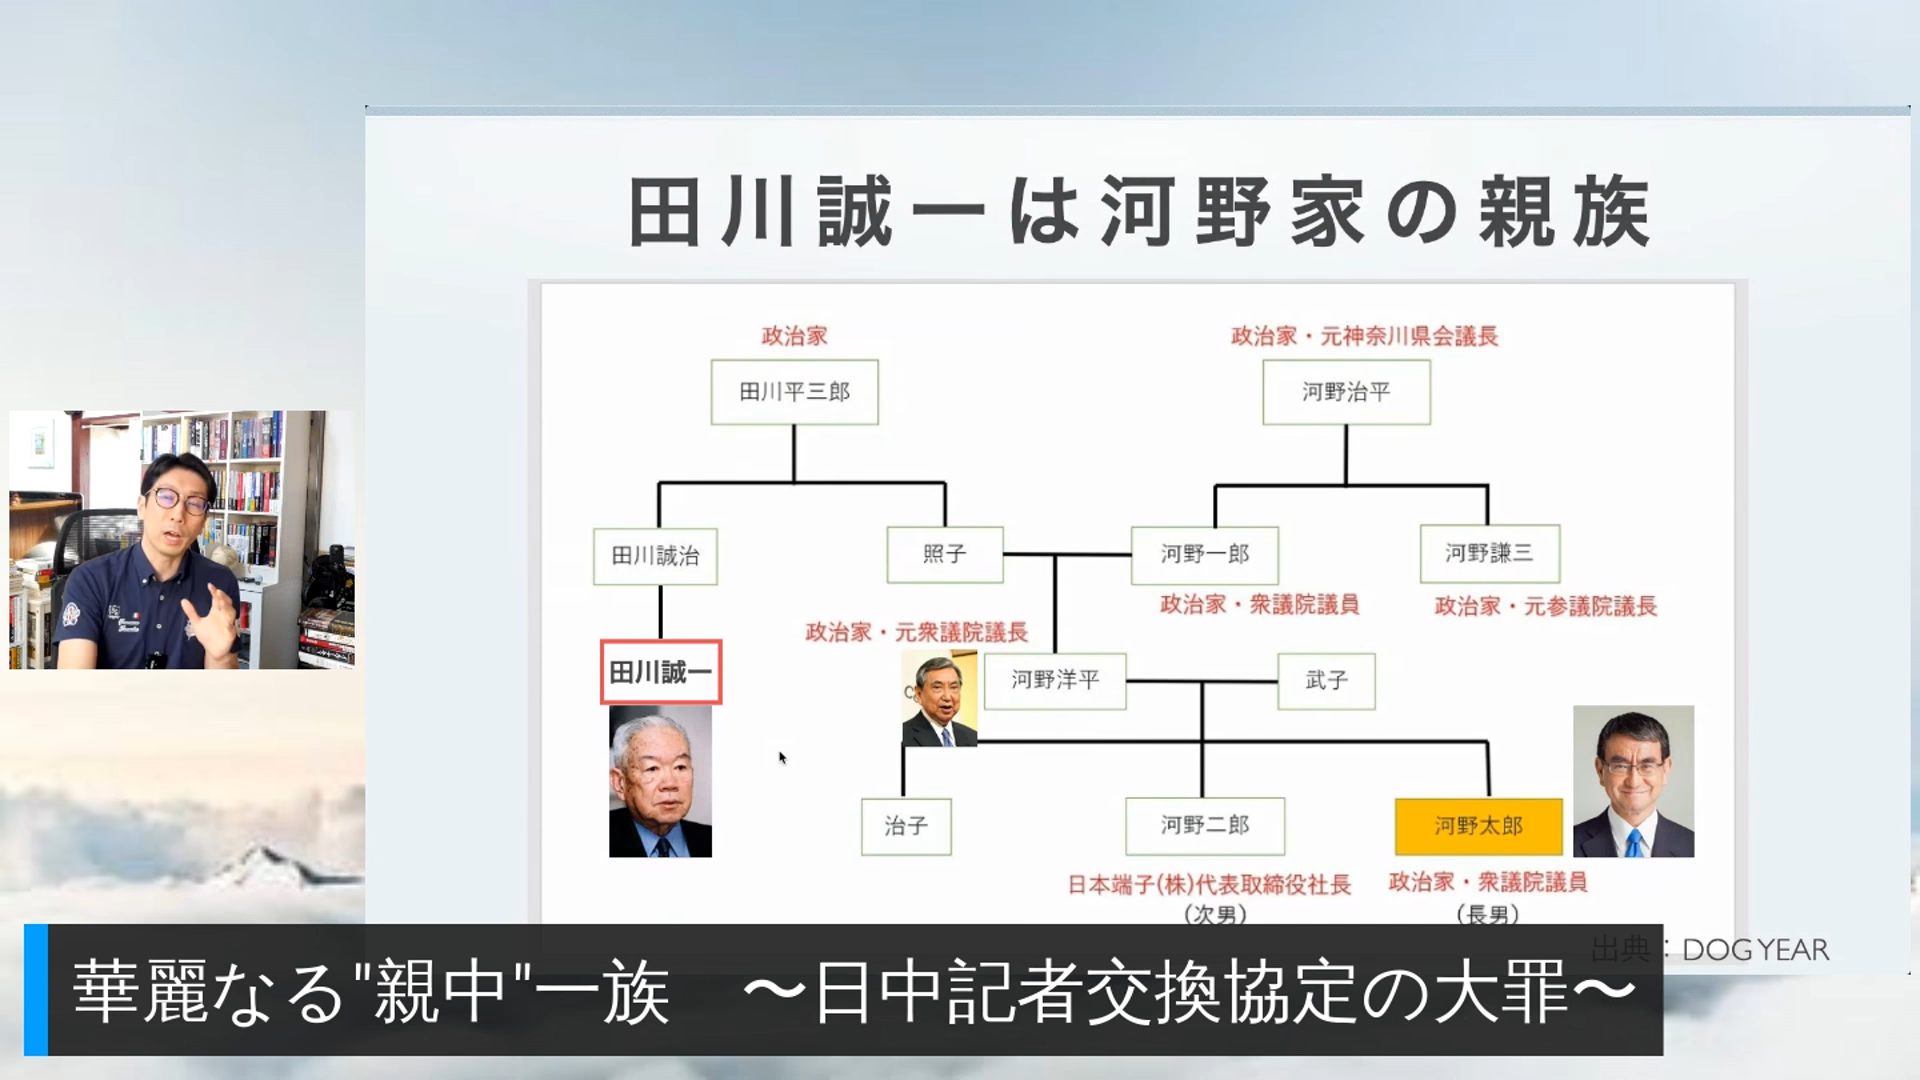 田川誠一は河野家の親族
政治家
政治家・元神奈川県会議長
田川平三郎
河野治平
田川誠治
照子
河野一郎
河野謙三
政治家・衆議院議員
政治家・元参議院議長
政治家・元衆議院議長
田川誠一
河野洋平
武子
治子
河野二郎
河野太郎
日本端子(株)代表取締役社長
政治家・衆議院議員
(次男)
(長男)
出典：DOG YEAR
華麗なる"親中"一族　〜日中記者交換協定の大罪〜